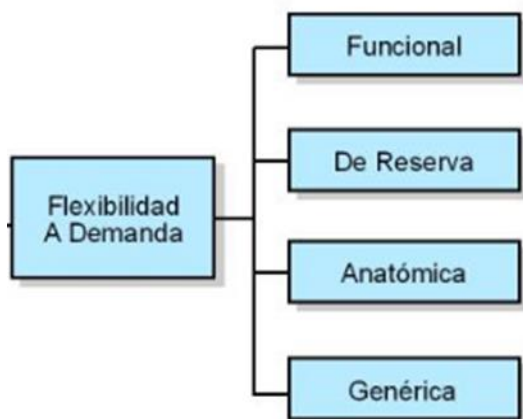 Flexibilidad
A Demanda
Funcional
De Reserva
Anatómica
Genérica